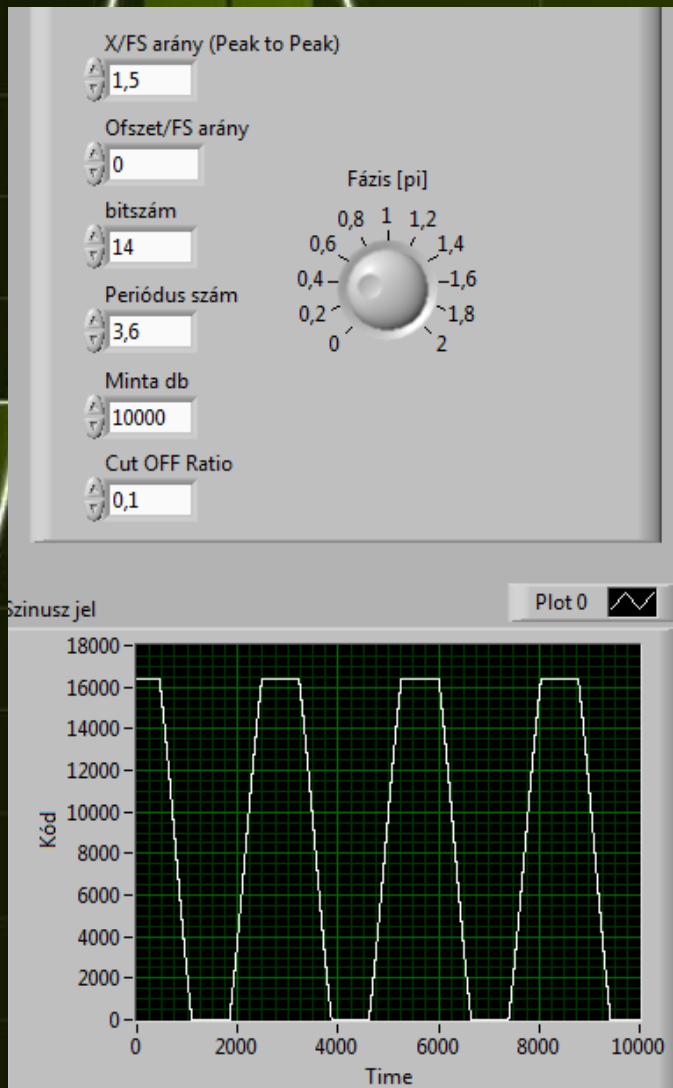 X/FS arány (Peak to Peak)
1,5
Ofszet/FS arány
0
bitszám
14
Periódus szám
3,6
Minta db
10000
Cut OFF Ratio
0,1
Fázis [pi]
0
0,2
0,4
0,6
0,8
1
1,2
1,4
1,6
1,8
2
Szinusz jel
Plot 0
18000
16000
14000
12000
10000
8000
6000
4000
2000
0
Kód
0 2000 4000 6000 8000 10000
Time